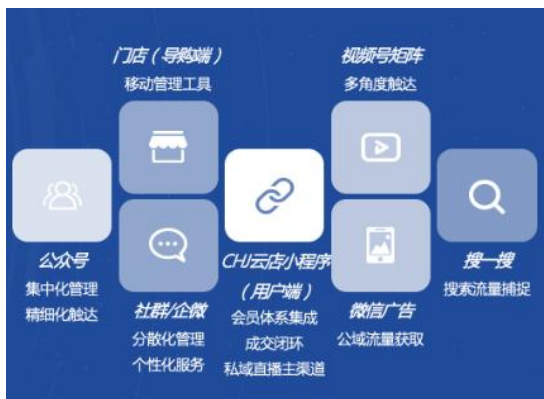 门店（导购端）
移动管理工具
视频号矩阵
多角度触达
公众号
集中化管理
精细化触达
社群/企微
分散化管理
个性化服务
CHJ云店小程序
（用户端）
会员体系集成
成交闭环
私域直播主渠道
微信广告
公域流量获取
搜一搜
搜索流量捕捉